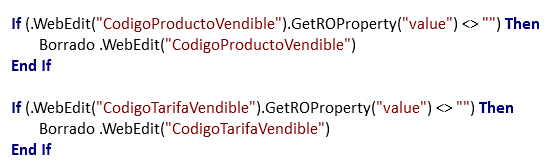 If (.WebEdit("CodigoProductoVendible").GetROProperty("value") <> "") Then
Borrado .WebEdit("CodigoProductoVendible")
End If
If (.WebEdit("CodigoTarifaVendible").GetROProperty("value") <> "") Then
Borrado .WebEdit("CodigoTarifaVendible")
End If